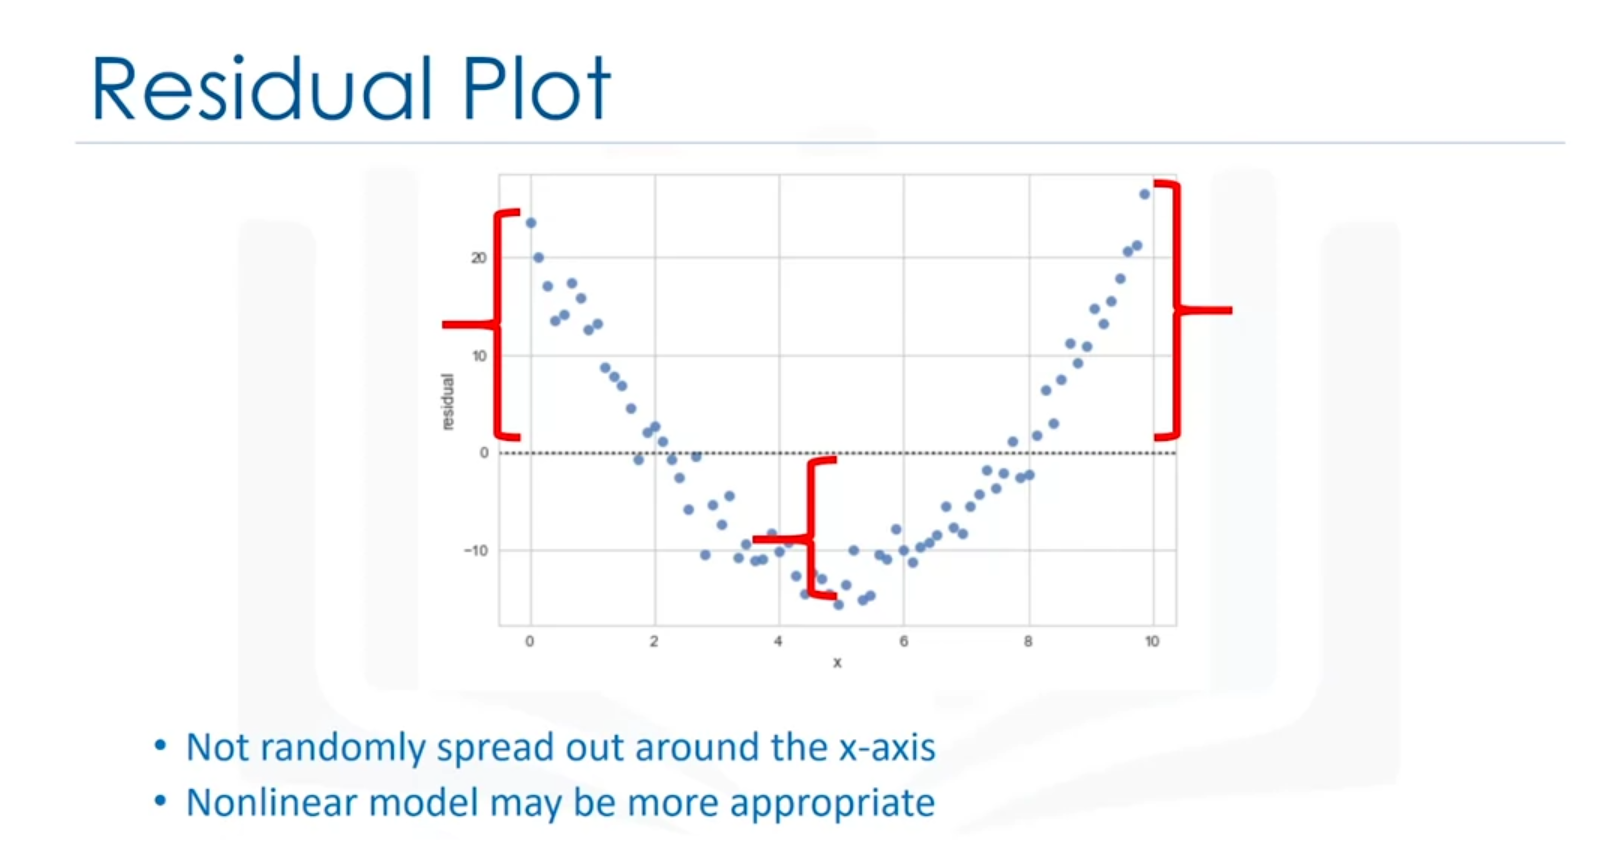 Residual Plot
20
10
0
−10
residual
0 2 4 6 8 10
x
• Not randomly spread out around the x-axis
• Nonlinear model may be more appropriate